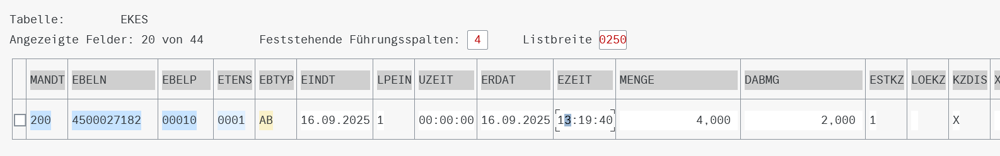 Tabelle: EKES
Angezeigte Felder: 20 von 44 Feststehende Führungsspalten: 4 Listbreite 0250
MANDT EBELN EBELP ETENS EBTYP EINDT LPEIN UZEIT ERDAT EZEIT MENGE DABMG ESTKZ LOEKZ KZDIS X
200 4500027182 00010 0001 AB 16.09.2025 1 00:00:00 16.09.2025 13:19:40 4,000 2,000 1 X